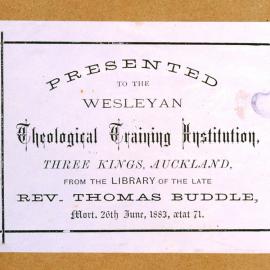 PRESENTED
TO THE
WESLEYAN
Theological Training Institution,
THREE KINGS, AUCKLAND,
FROM THE LIBRARY OF THE LATE
REV. THOMAS BUDDLE,
Mort. 26th June, 1883, ætat 71.